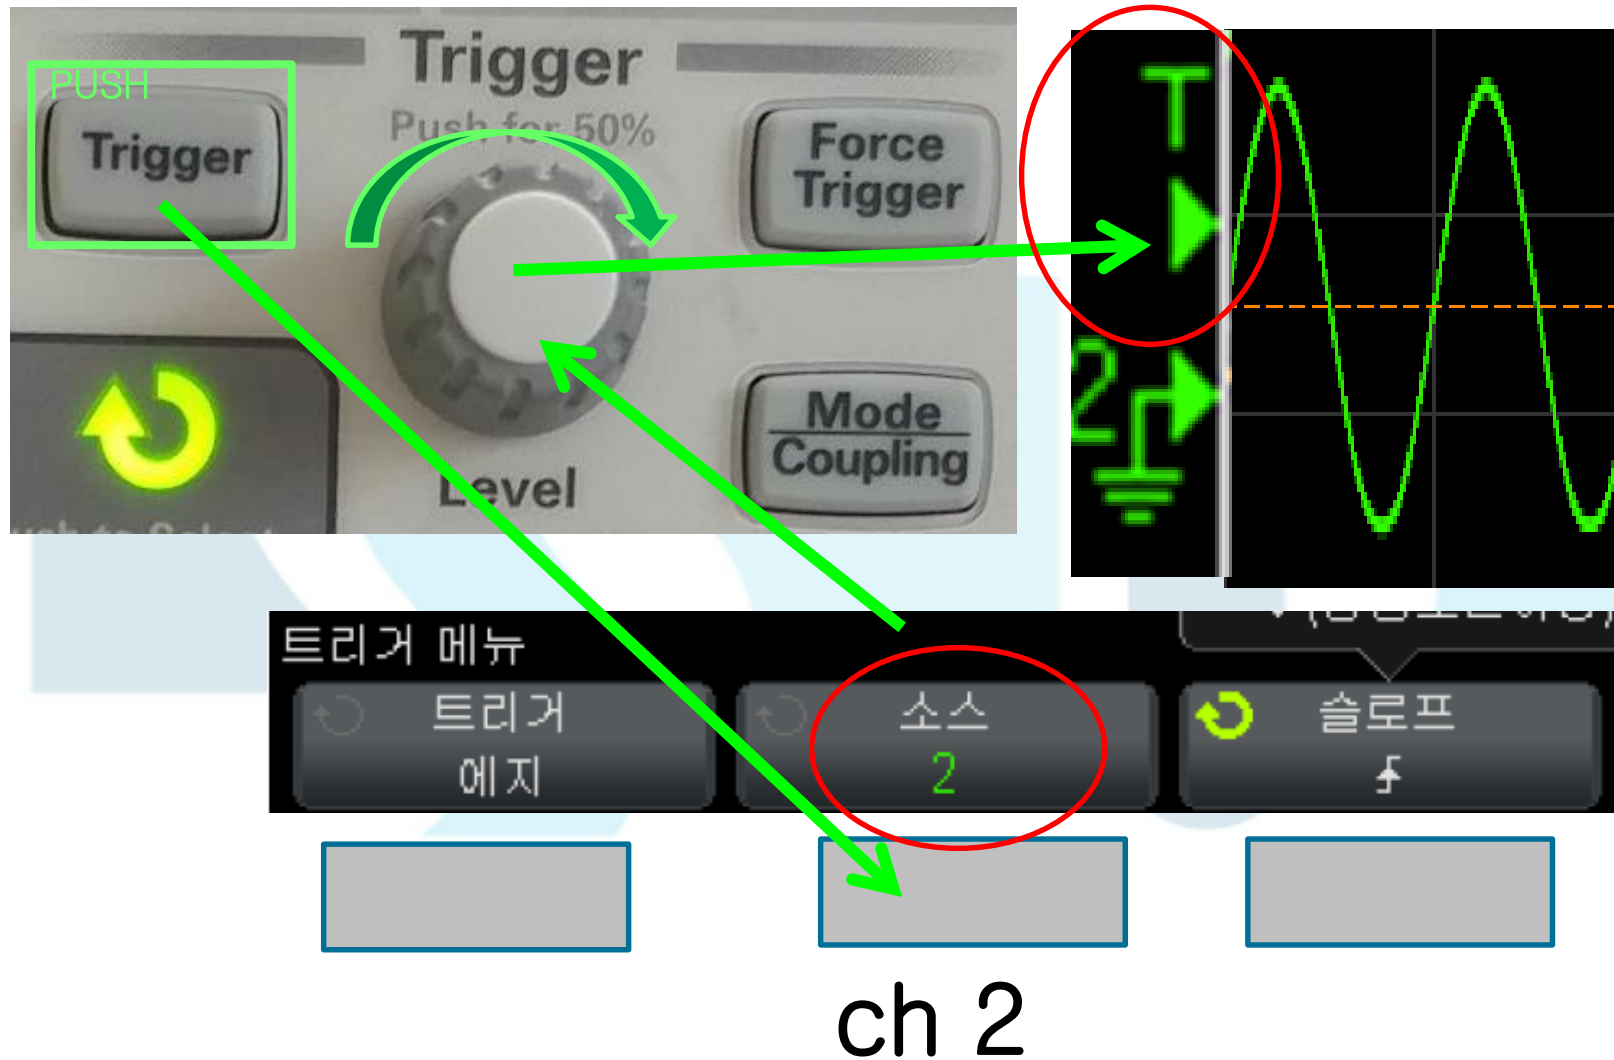 PUSH
Trigger
Trigger
Push for 50%
Force
Trigger
Mode
Coupling
Level
T
2
트리거 메뉴
트리거
에지
소스
2
슬로프
ch 2